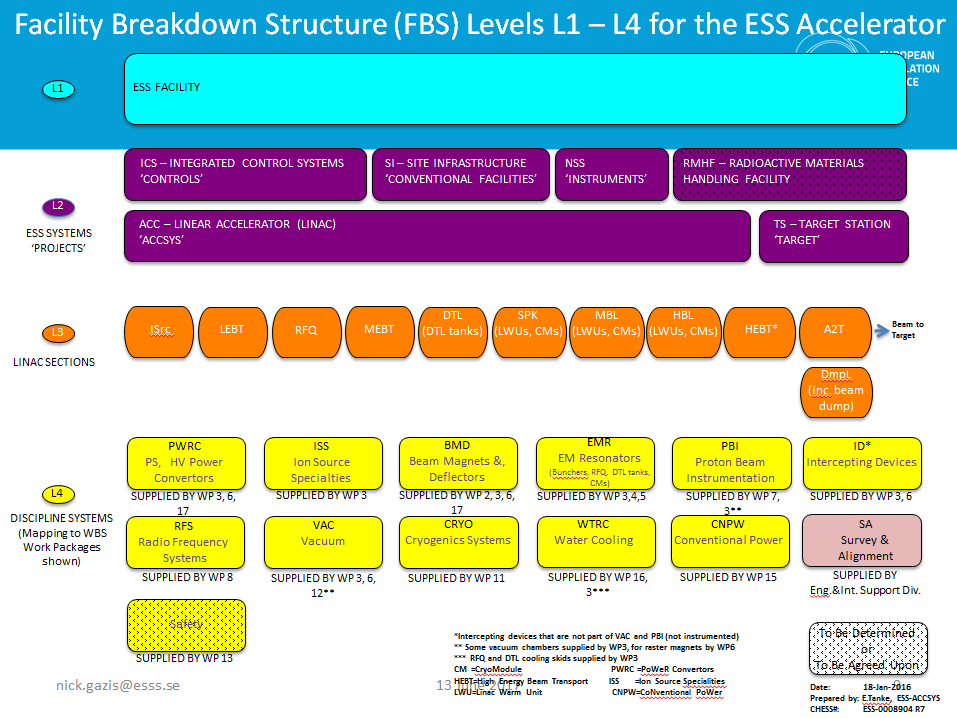 Facility Breakdown Structure (FBS) Levels L1 – L4 for the ESS Accelerator
L1
ESS FACILITY
L2
ESS SYSTEMS
‘PROJECTS’
ICS – INTEGRATED CONTROL SYSTEMS
‘CONTROLS’
SI – SITE INFRASTRUCTURE
‘CONVENTIONAL FACILITIES’
NSS
‘INSTRUMENTS’
RMHF – RADIOACTIVE MATERIALS
HANDLING FACILITY
ACC – LINEAR ACCELERATOR (LINAC)
‘ACCSYS’
TS – TARGET STATION
‘TARGET’
L3
LINAC SECTIONS
ISrc
LEBT
RFQ
MEBT
DTL
(DTL tanks)
SPK
(LWUs, CMs)
MBL
(LWUs, CMs)
HBL
(LWUs, CMs)
HEBT*
A2T
Beam to
Target
DmpL
(inc. beam
dump)
L4
DISCIPLINE SYSTEMS
(Mapping to WBS
Work Packages
shown)
PWRC
PS, HV Power
Convertors
SUPPLIED BY WP 3, 6,
17
ISS
Ion Source
Specialties
SUPPLIED BY WP 3
BMD
Beam Magnets &,
Deflectors
SUPPLIED BY WP 2, 3, 6,
17
EMR
EM Resonators
(Bunchers, RFQ, DTL tanks,
CMs)
SUPPLIED BY WP 3,4,5
PBI
Proton Beam
Instrumentation
SUPPLIED BY WP 7,
3**
ID*
Intercepting Devices
SUPPLIED BY WP 3, 6
RFS
Radio Frequency
Systems
SUPPLIED BY WP 8
VAC
Vacuum
SUPPLIED BY WP 3, 6,
12**
CRYO
Cryogenics Systems
SUPPLIED BY WP 11
WTRC
Water Cooling
SUPPLIED BY WP 16,
3***
CNPW
Conventional Power
SUPPLIED BY WP 15
SA
Survey &
Alignment
SUPPLIED BY
Eng.&Int. Support Div.
Safety
SUPPLIED BY WP 13
To Be Determined
or
To Be Agreed Upon
*Intercepting devices that are not part of VAC and PBI (not instrumented)
** Some vacuum chambers supplied by WP3, for raster magnets by WP6
*** RFQ and DTL cooling skids supplied by WP3
CM =CryoModule PWRC =PoWeR Convertors
HEBT=High Energy Beam Transport ISS =Ion Source Specialities
LWU=Linac Warm Unit CNPW=CoNventional PoWer
Date: 18-Jan-2016
Prepared by: E.Tanke, ESS-ACCSYS
CHESS#: ESS-0008904 R7
nick.gazis@esss.se